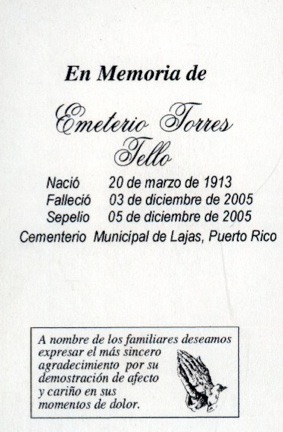 En Memoria de
Emeterio Torres
Tello
Nació 20 de marzo de 1913
Falleció 03 de diciembre de 2005
Sepelio 05 de diciembre de 2005
Cementerio Municipal de Lajas, Puerto Rico
A nombre de los familiares deseamos
expresar el más sincero
agradecimiento por su
demostración de afecto
y cariño en sus
momentos de dolor.